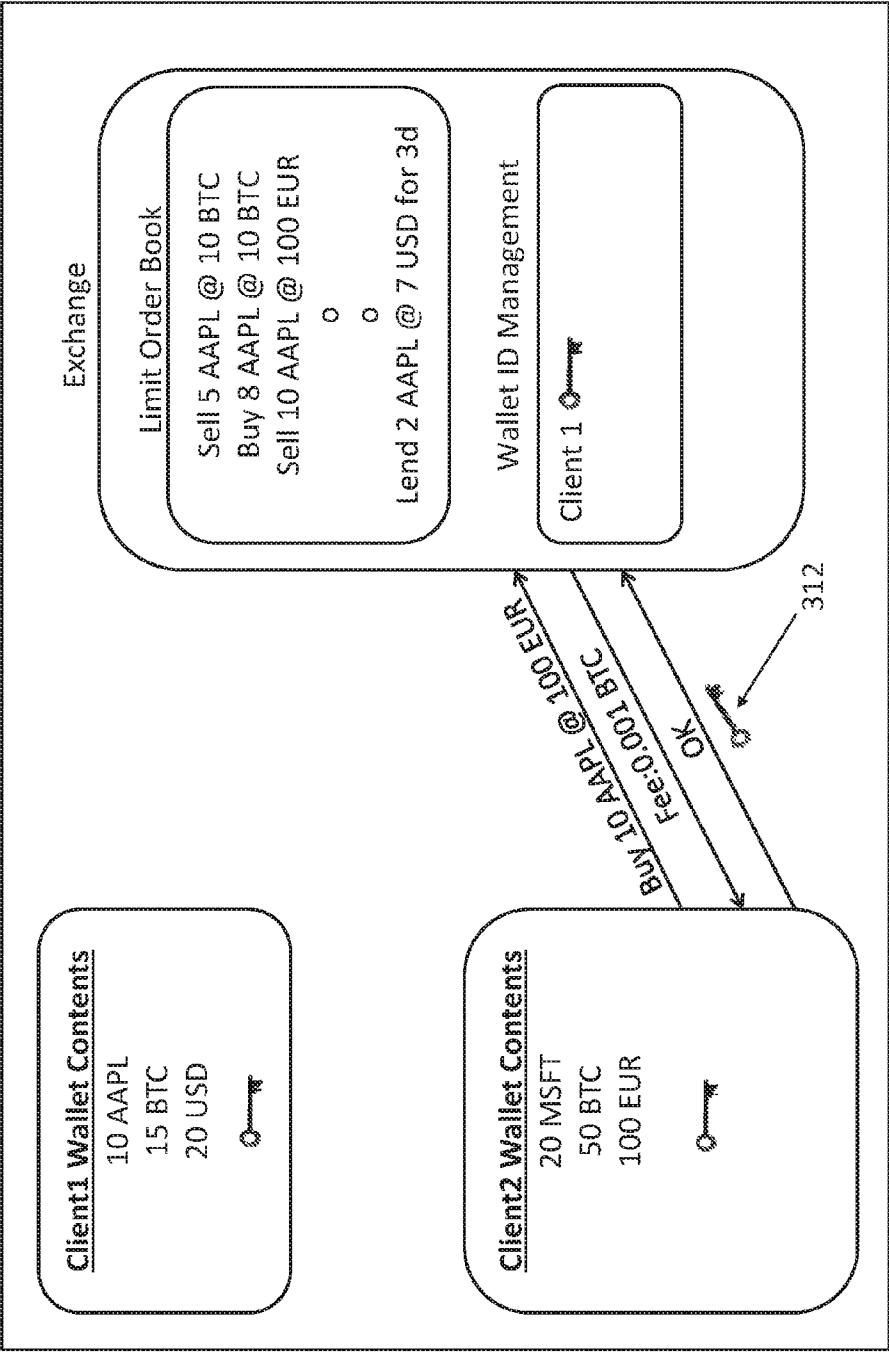 Client1 Wallet Contents
10 AAPL
15 BTC
20 USD
Client2 Wallet Contents
20 MSFT
50 BTC
100 EUR
Buy 10 AAPL @ 100 EUR
Fee:0.001 BTC
OK
312
Exchange
Limit Order Book
Sell 5 AAPL @ 10 BTC
Buy 8 AAPL @ 10 BTC
Sell 10 AAPL @ 100 EUR
Lend 2 AAPL @ 7 USD for 3d
Wallet ID Management
Client 1